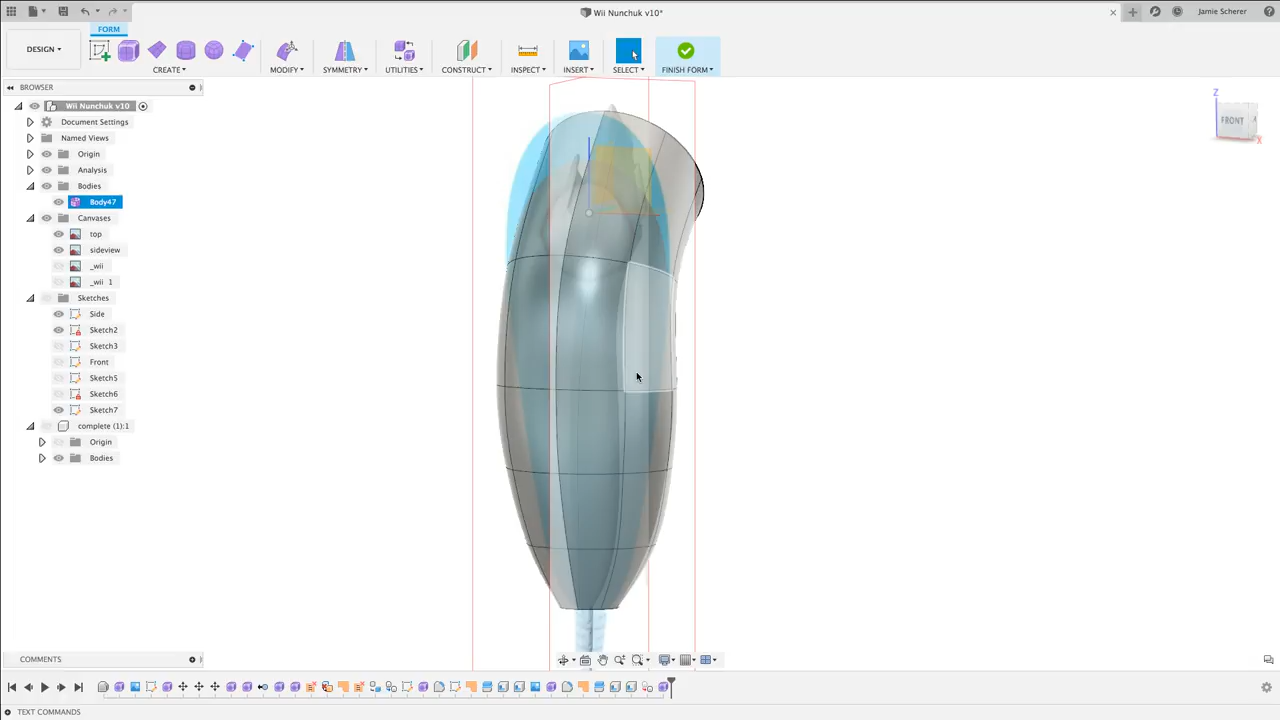 Wii Nunchuk v10*
Jamie Scherer
FORM
DESIGN
CREATE
MODIFY
SYMMETRY
UTILITIES
CONSTRUCT
INSPECT
INSERT
SELECT
FINISH FORM
BROWSER
Wii Nunchuk v10
Document Settings
Named Views
Origin
Analysis
Bodies
Body47
Canvases
top
sideview
_wii
_wii 1
Sketches
Side
Sketch2
Sketch3
Front
Sketch5
Sketch6
Sketch7
complete (1):1
Origin
Bodies
Z
FRONT
X
COMMENTS
TEXT COMMANDS